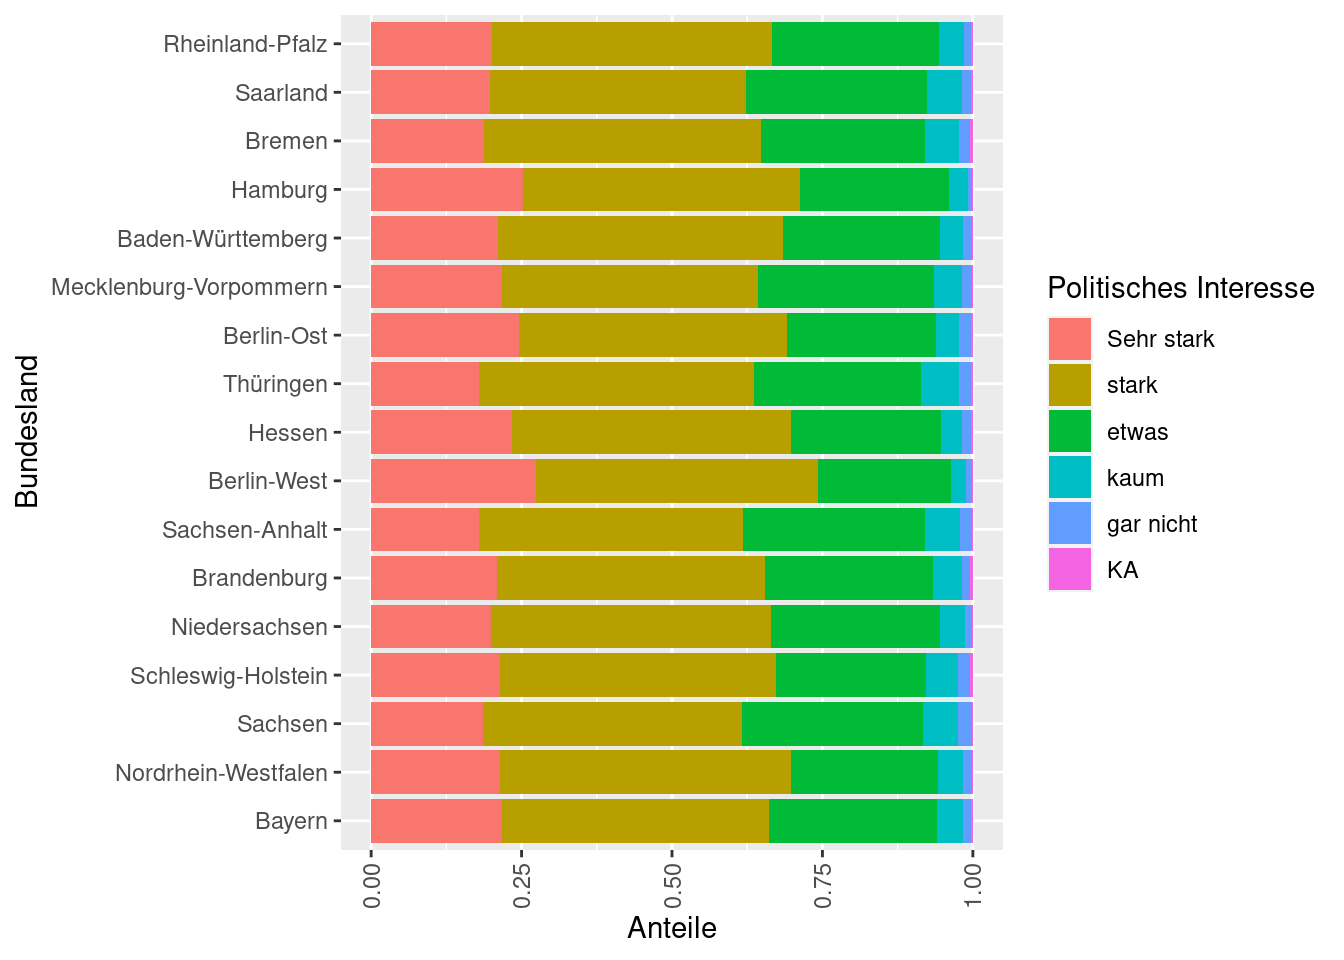 Rheinland-Pfalz
Saarland
Bremen
Hamburg
Baden-Württemberg
Mecklenburg-Vorpommern
Berlin-Ost
Thüringen
Hessen
Berlin-West
Sachsen-Anhalt
Brandenburg
Niedersachsen
Schleswig-Holstein
Sachsen
Nordrhein-Westfalen
Bayern
Bundesland
0.00
0.25
0.50
0.75
1.00
Anteile
Politisches Interesse
Sehr stark
stark
etwas
kaum
gar nicht
KA